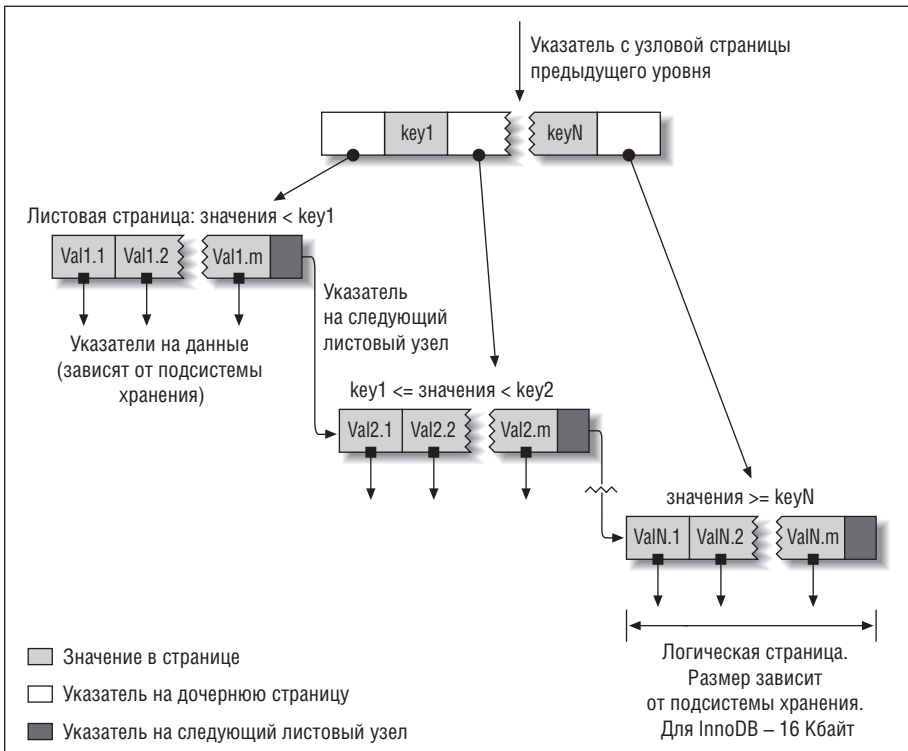 Указатель с узловой страницы
предыдущего уровня
key1
keyN
Листовая страница: значения < key1
Val1.1
Val1.2
Val1.m
Указатель
на следующий
листовый узел
Указатели на данные
(зависят от подсистемы
хранения)
key1 <= значения < key2
Val2.1
Val2.2
Val2.m
значения >= keyN
ValN.1
ValN.2
ValN.m
Значение в странице
Указатель на дочернюю страницу
Указатель на следующий листовый узел
Логическая страница.
Размер зависит
от подсистемы хранения.
Для InnoDB – 16 Кбайт